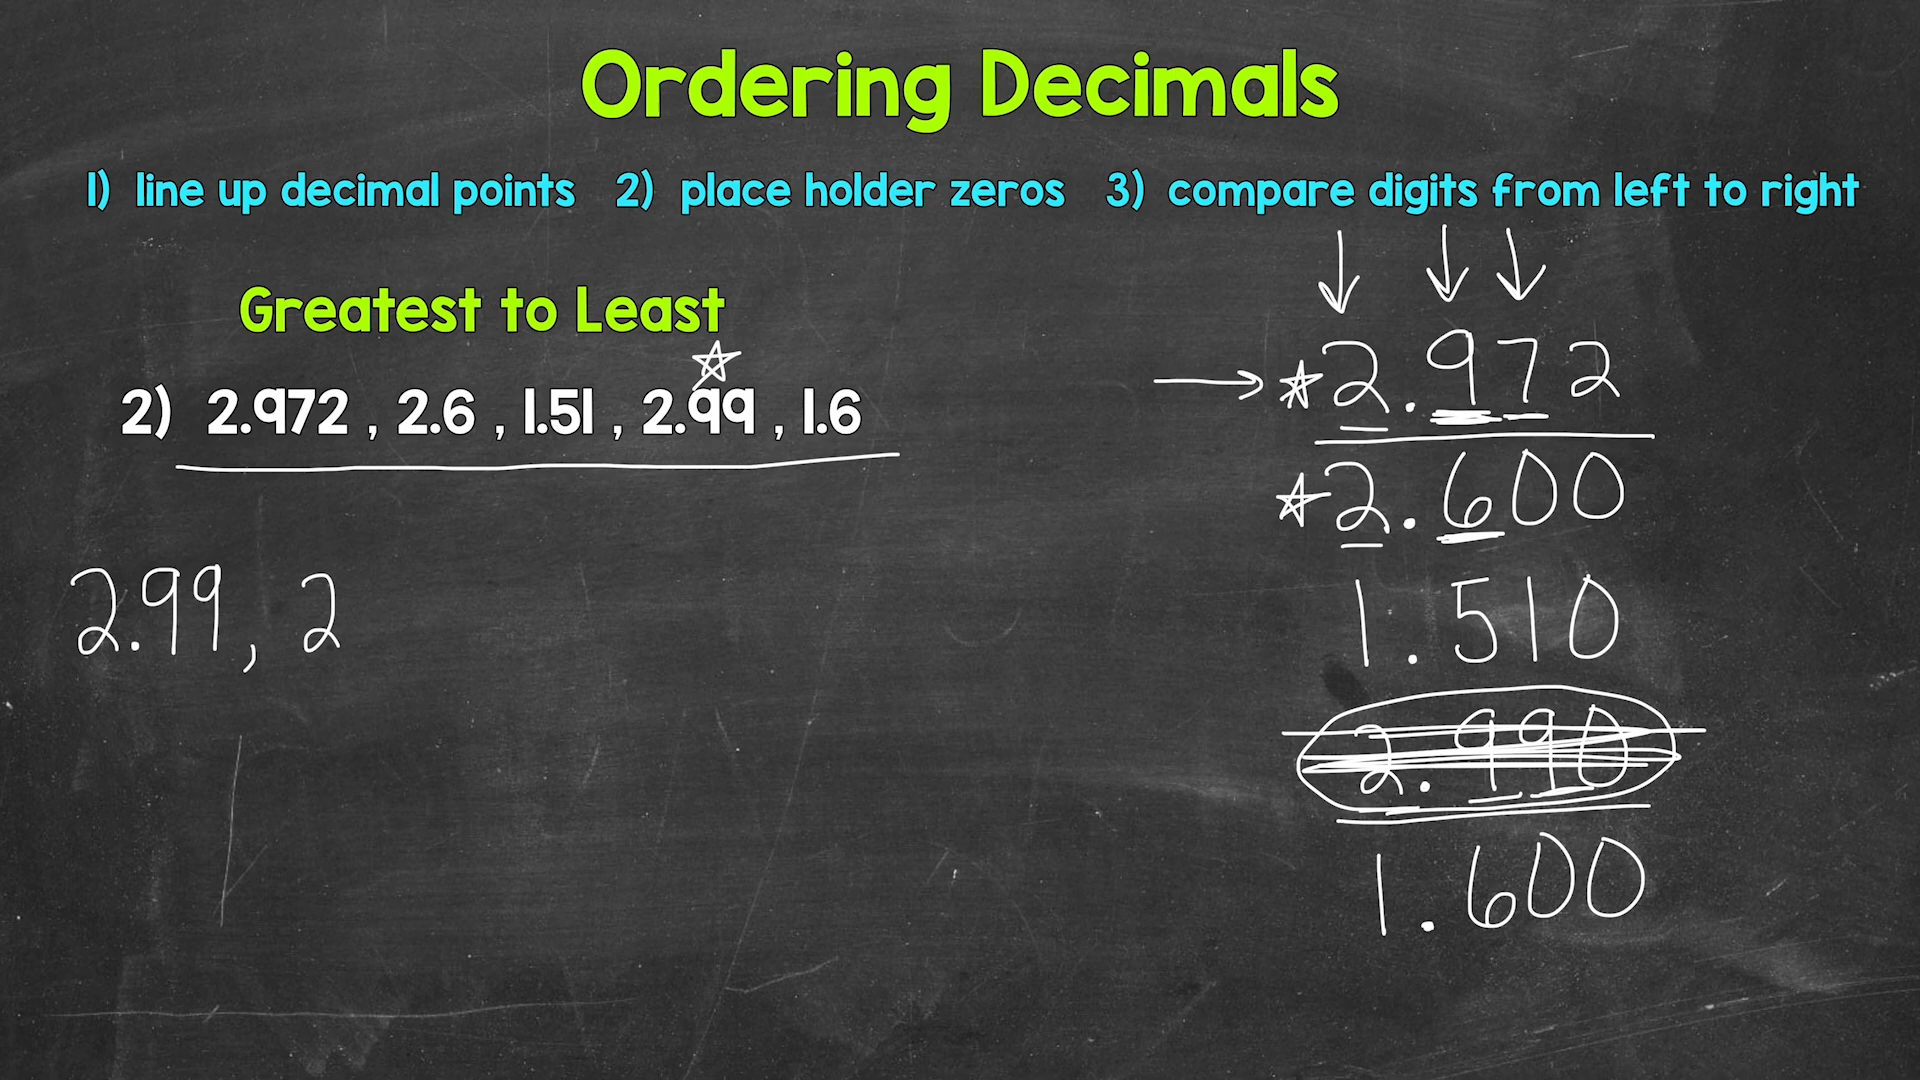 Ordering Decimals
1) line up decimal points 2) place holder zeros 3) compare digits from left to right
Greatest to Least
2) 2.972 , 2.6 , 1.51 , 2.99 , 1.6
2.99, 2
2.972
2.600
1.510
2.990
1.600